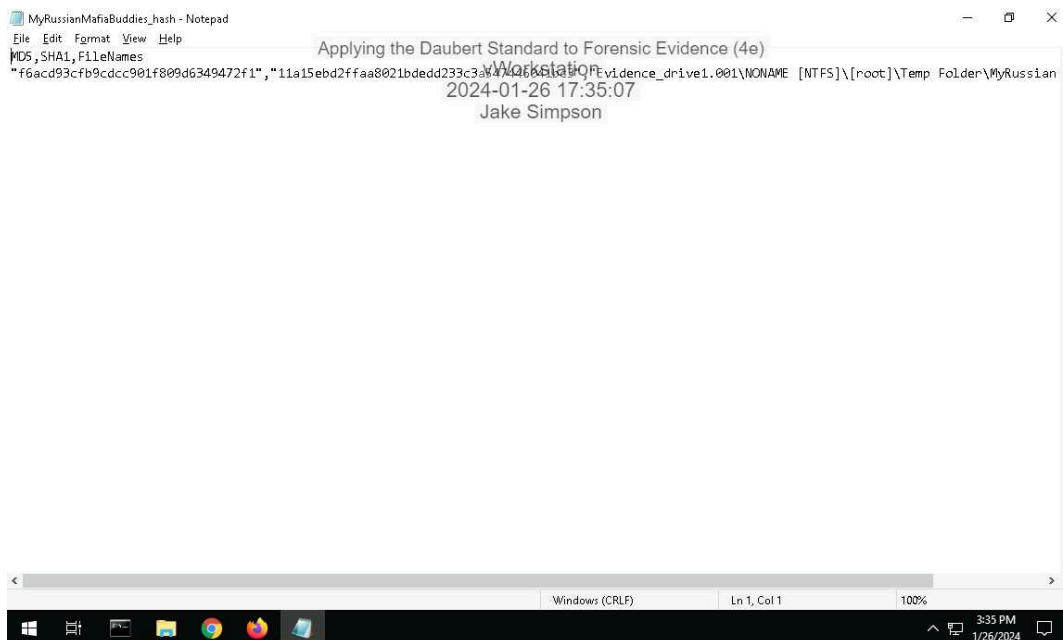 MyRussianMafiaBuddies_hash - Notepad
File Edit Format View Help
Applying the Daubert Standard to Forensic Evidence (4e)
MD5,SHA1,FileNames
vWorkstation
"f6acd93cfb9cdcc901f809d6349472f1","11a15ebd2ffaa8021bdedd233c3a Evidence_drive1.001\NONAME [NTFS]\[root]\Temp Folder\MyRussian
2024-01-26 17:35:07
Jake Simpson
Windows (CRLF) Ln 1, Col 1 100%
3:35 PM
1/26/2024